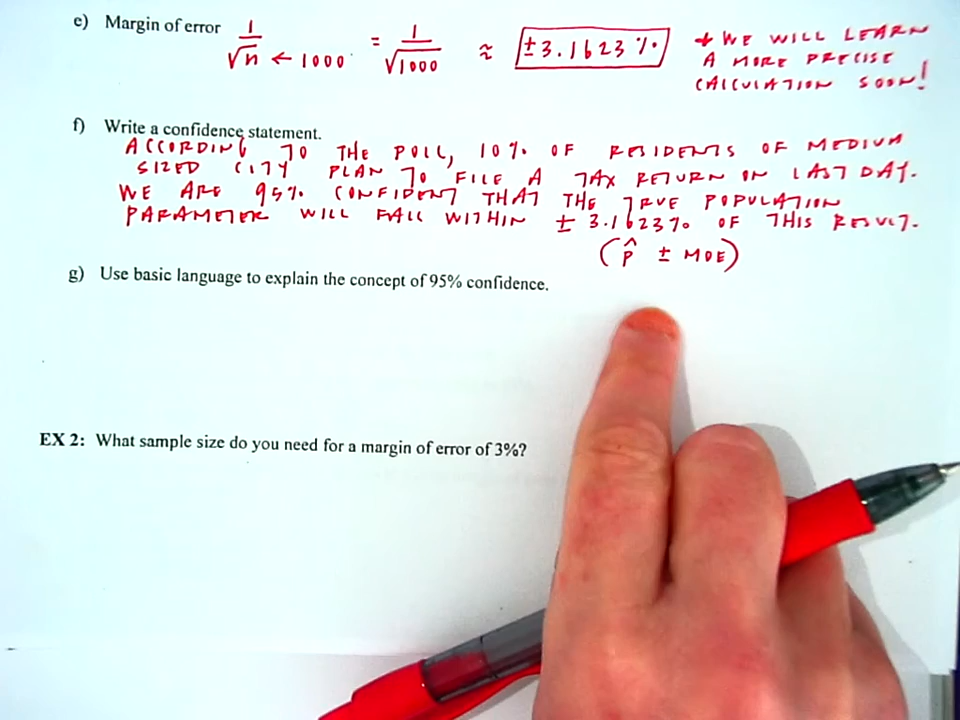 e) Margin of error 1/√n ← 1000 = 1/√1000 ≈ ±3.1623%. * WE WILL LEARN
A MORE PRECISE
CALCULATION SOON!
f) Write a confidence statement.
ACCORDING TO THE POLL, 10% OF RESIDENTS OF MEDIUM
SIZED CITY PLAN TO FILE A TAX RETURN ON LAST DAY.
WE ARE 95% CONFIDENT THAT THE TRUE POPULATION
PARAMETER WILL FALL WITHIN ± 3.1623% OF THIS RESULT.
(p̂ ± MOE)
g) Use basic language to explain the concept of 95% confidence.
EX 2: What sample size do you need for a margin of error of 3%?